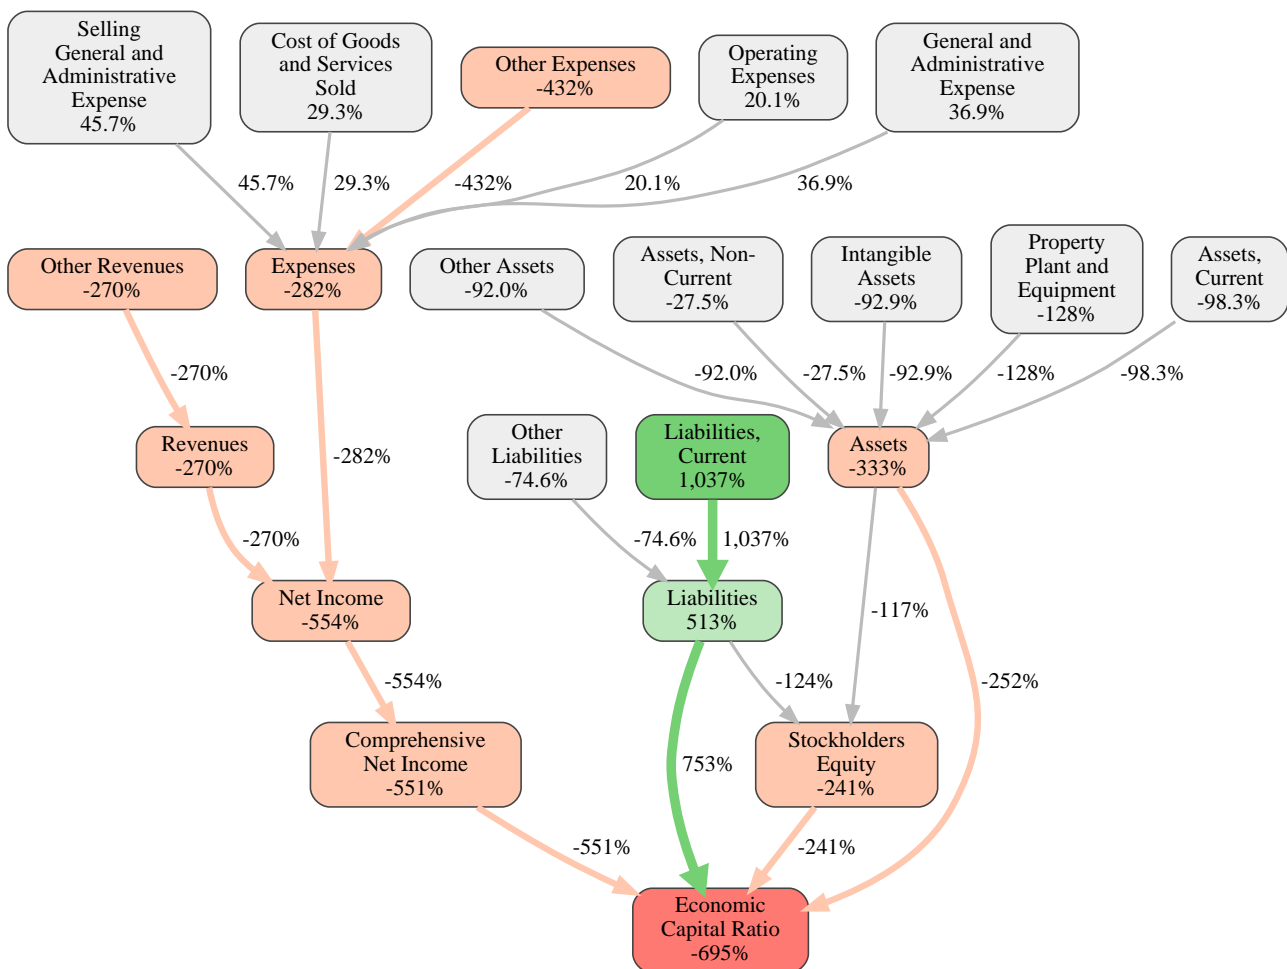 Selling
General and
Administrative
Expense
45.7%
Cost of Goods
and Services
Sold
29.3%
Other Expenses
-432%
Operating
Expenses
20.1%
General and
Administrative
Expense
36.9%
45.7%
29.3%
-432%
20.1%
36.9%
Other Revenues
-270%
Expenses
-282%
Other Assets
-92.0%
Assets, Non-
Current
-27.5%
Intangible
Assets
-92.9%
Property
Plant and
Equipment
-128%
Assets,
Current
-98.3%
-270%
-92.0%
-27.5%
-92.9%
-128%
-98.3%
Revenues
-270%
-282%
Other
Liabilities
-74.6%
Liabilities,
Current
1,037%
Assets
-333%
-270%
-74.6%
1,037%
Net Income
-554%
Liabilities
513%
-117%
-554%
-124%
-252%
Comprehensive
Net Income
-551%
753%
Stockholders
Equity
-241%
-551%
-241%
Economic
Capital Ratio
-695%